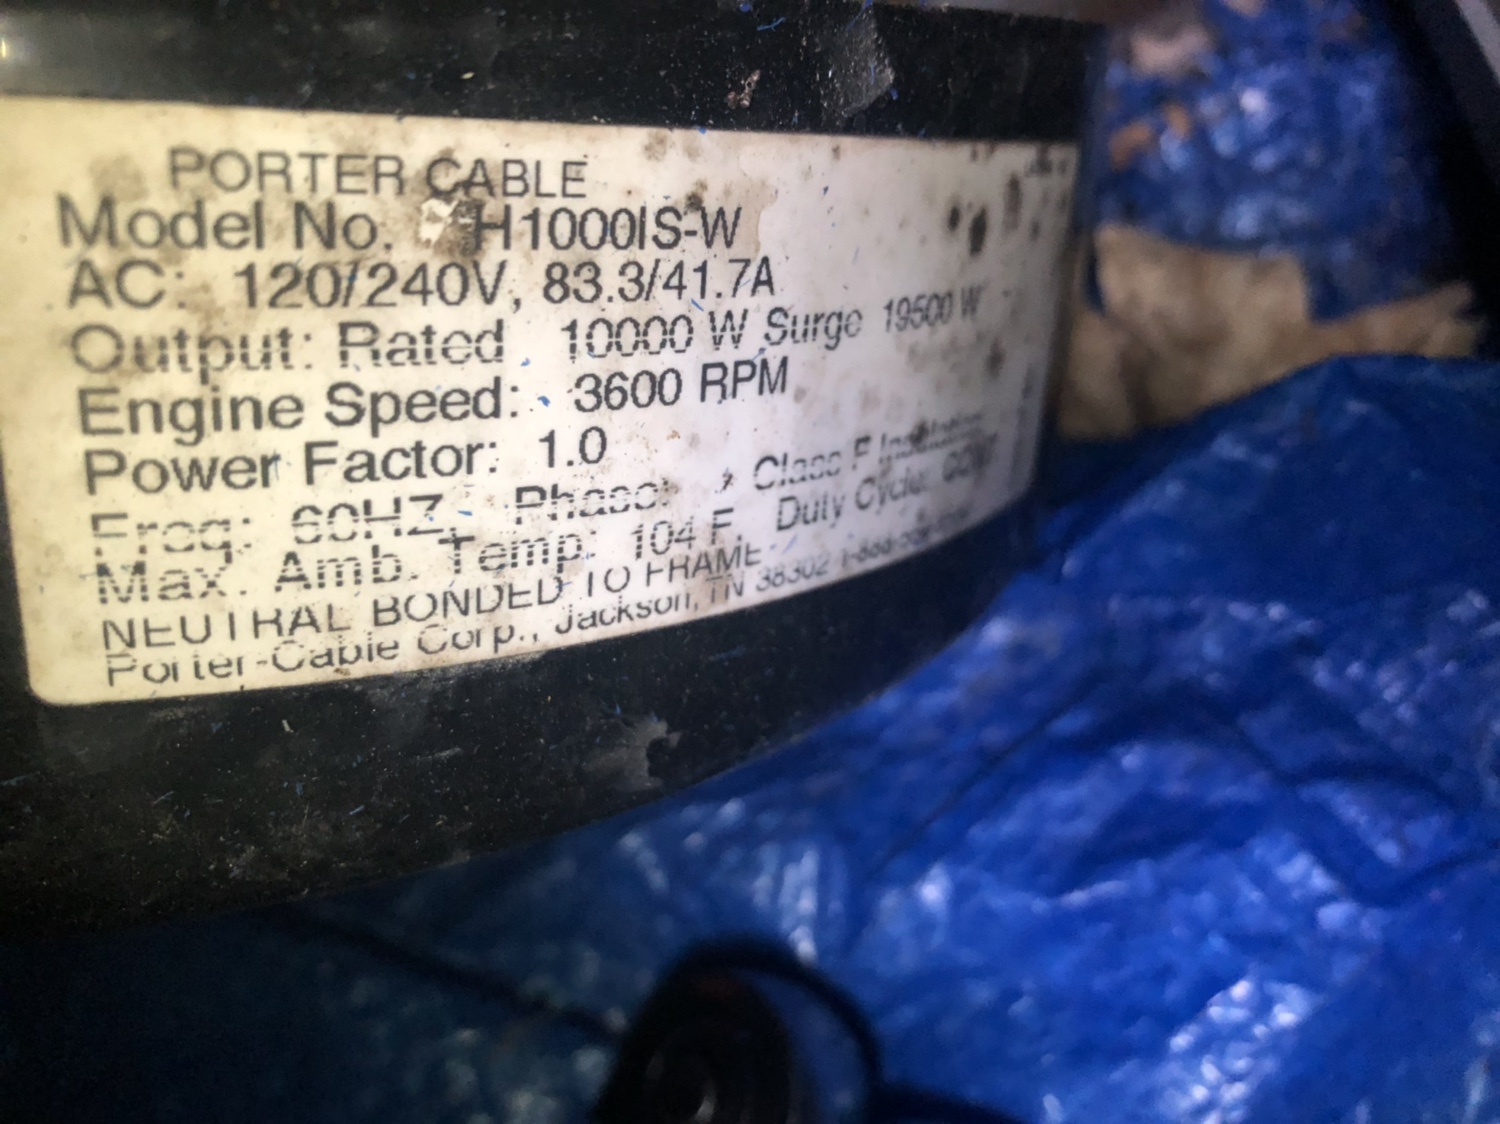 PORTER CABLE
Model No. H1000IS-W
AC: 120/240V, 83.3/41.7A
Output: Rated 10000 W Surge 19500 W
Engine Speed: 3600 RPM
Power Factor: 1.0
Freq: 60HZ, Phase: Class F Insulation
Max. Amb. Temp: 104 F. Duty Cycle:
NEUTRAL BONDED TO FRAME
Porter-Cable Corp., Jackson, TN 38302